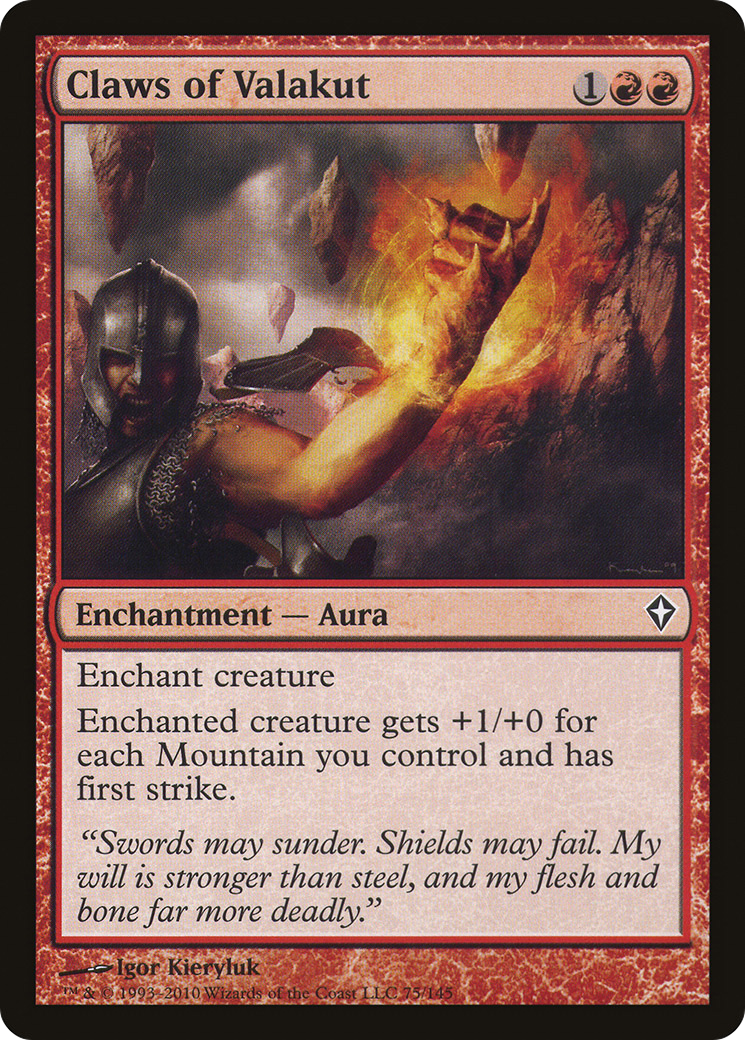 Claws of Valakut 1
Enchantment — Aura
Enchant creature
Enchanted creature gets +1/+0 for
each Mountain you control and has
first strike.
“Swords may sunder. Shields may fail. My
will is stronger than steel, and my flesh and
bone far more deadly.”
Igor Kieryluk
™ & © 1993–2010 Wizards of the Coast LLC 75/145